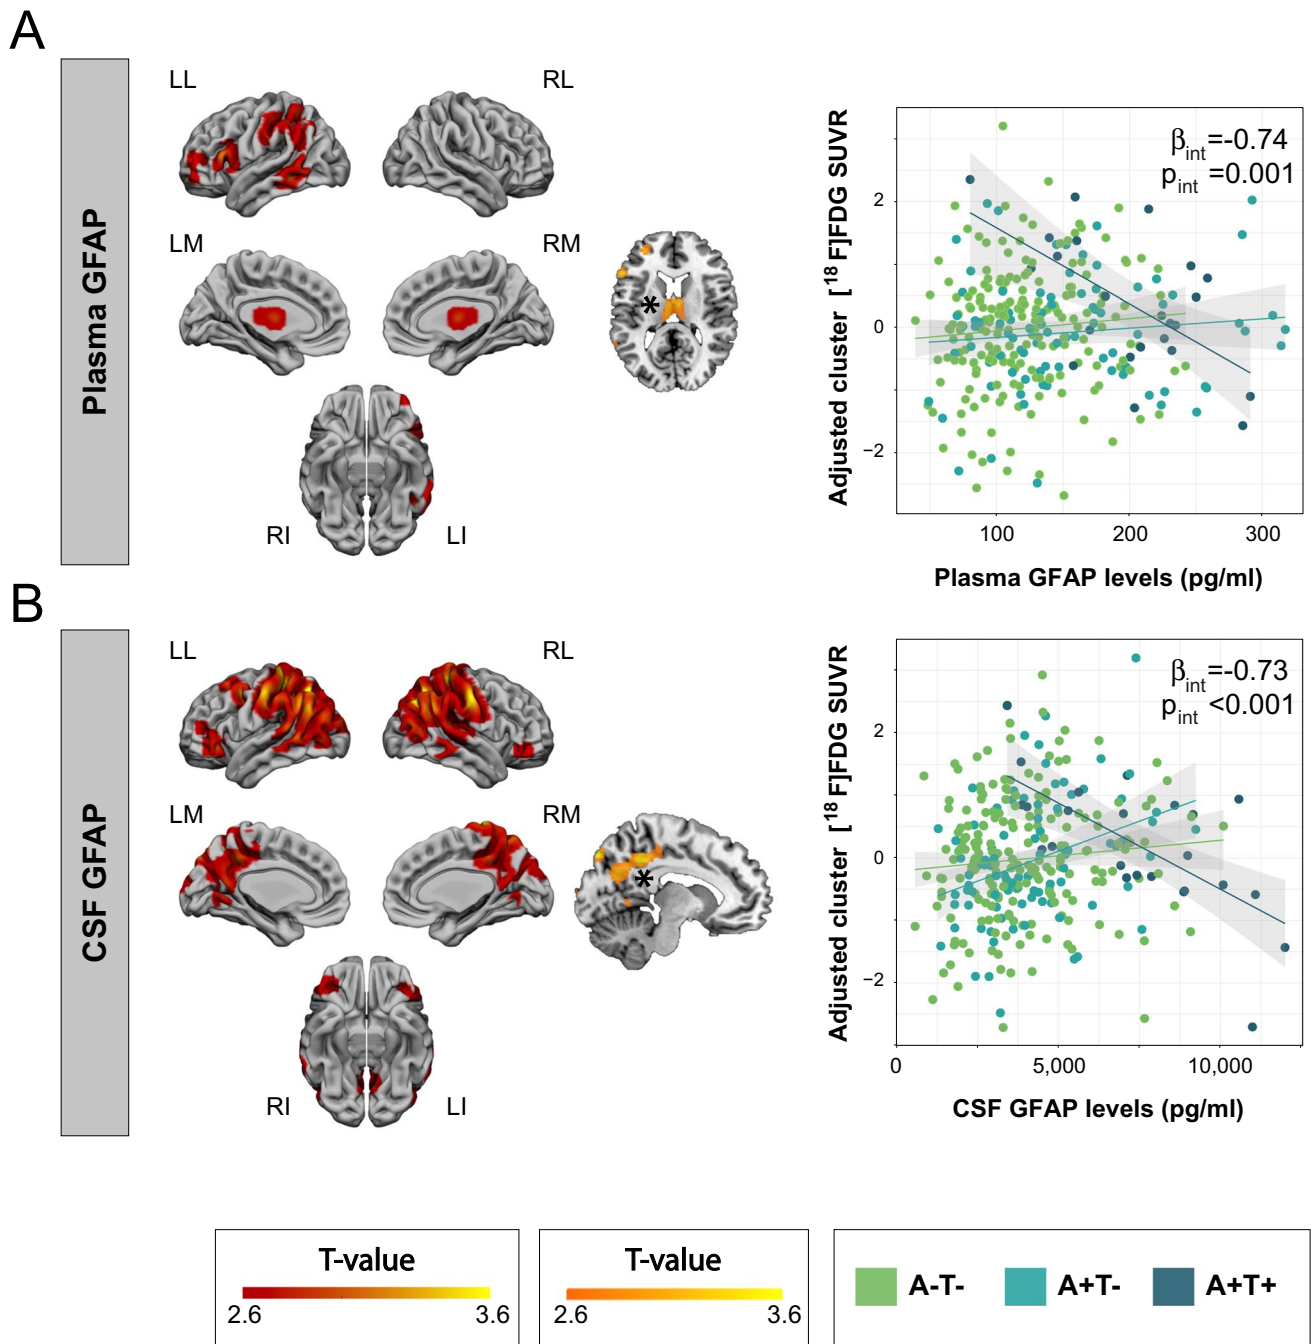 A
Plasma GFAP
LL
RL
LM
RM
*
RI
LI
Adjusted cluster [18F]FDG SUVR
βint=-0.74
pint =0.001
2
0
−2
100
200
300
Plasma GFAP levels (pg/ml)
B
CSF GFAP
LL
RL
LM
RM
*
RI
LI
Adjusted cluster [18F]FDG SUVR
βint=-0.73
pint <0.001
2
0
−2
0
5,000
10,000
CSF GFAP levels (pg/ml)
T-value
2.6
3.6
T-value
2.6
3.6
A-T-
A+T-
A+T+